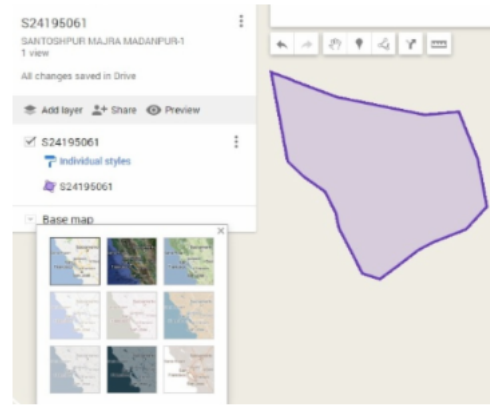 S24195061
SANTOSHPUR MAJRA MADANPUR-1
1 view
All changes saved in Drive
Add layer Share Preview
S24195061
Individual styles
S24195061
Base map